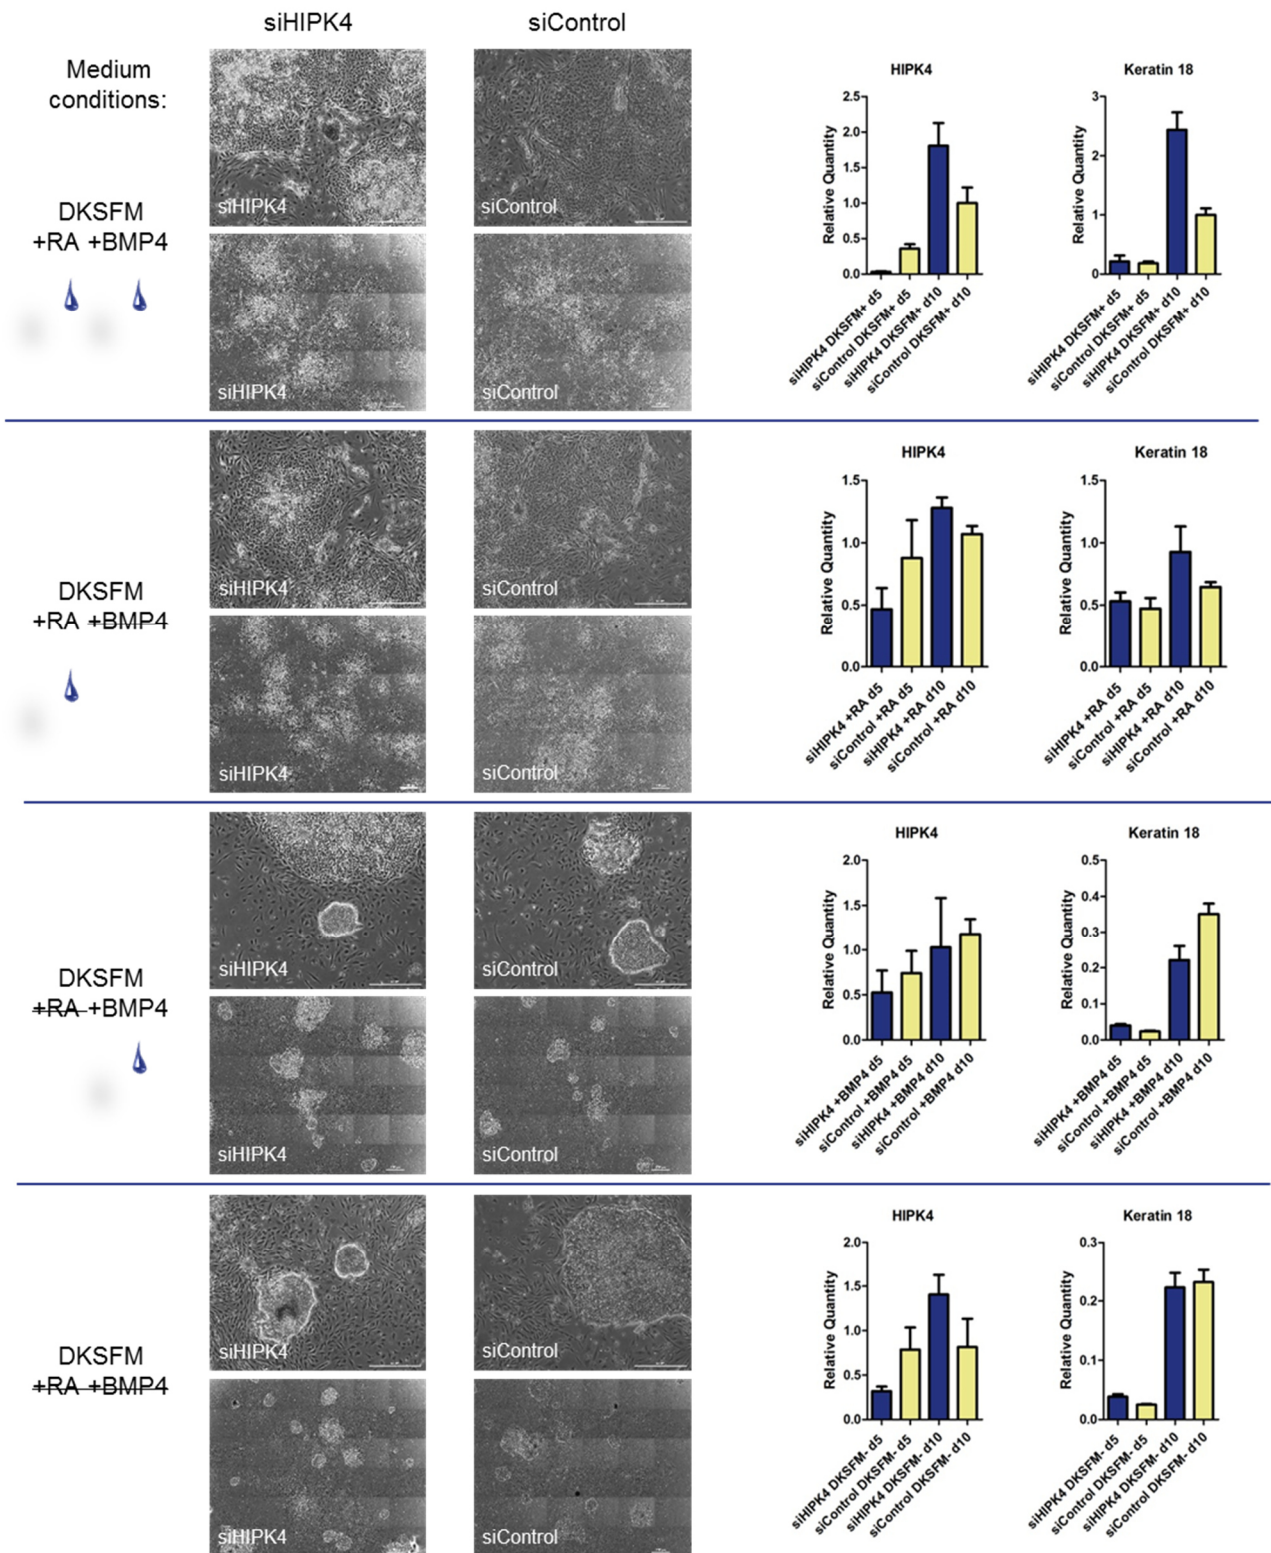 siHIPK4
siControl
Medium
conditions:
DKSFM
+RA +BMP4
siHIPK4
siControl
siHIPK4
siControl
HIPK4
Relative Quantity
2.5
2.0
1.5
1.0
0.5
0.0
siHIPK4 DKSFM+ d5
siControl DKSFM+ d5
siHIPK4 DKSFM+ d10
siControl DKSFM+ d10
Keratin 18
Relative Quantity
3
2
1
0
siHIPK4 DKSFM+ d5
siControl DKSFM+ d5
siHIPK4 DKSFM+ d10
siControl DKSFM+ d10
DKSFM
+RA +BMP4
siHIPK4
siControl
siHIPK4
siControl
HIPK4
Relative Quantity
1.5
1.0
0.5
0.0
siHIPK4 +RA d5
siControl +RA d5
siHIPK4 +RA d10
siControl +RA d10
Keratin 18
Relative Quantity
1.5
1.0
0.5
0.0
siHIPK4 +RA d5
siControl +RA d5
siHIPK4 +RA d10
siControl +RA d10
DKSFM
+RA +BMP4
siHIPK4
siControl
siHIPK4
siControl
HIPK4
Relative Quantity
2.0
1.5
1.0
0.5
0.0
siHIPK4 +BMP4 d5
siControl +BMP4 d5
siHIPK4 +BMP4 d10
siControl +BMP4 d10
Keratin 18
Relative Quantity
0.5
0.4
0.3
0.2
0.1
0.0
siHIPK4 +BMP4 d5
siControl +BMP4 d5
siHIPK4 +BMP4 d10
siControl +BMP4 d10
DKSFM
+RA +BMP4
siHIPK4
siControl
siHIPK4
siControl
HIPK4
Relative Quantity
2.0
1.5
1.0
0.5
0.0
siHIPK4 DKSFM- d5
siControl DKSFM- d5
siHIPK4 DKSFM- d10
siControl DKSFM- d10
Keratin 18
Relative Quantity
0.3
0.2
0.1
0.0
siHIPK4 DKSFM- d5
siControl DKSFM- d5
siHIPK4 DKSFM- d10
siControl DKSFM- d10